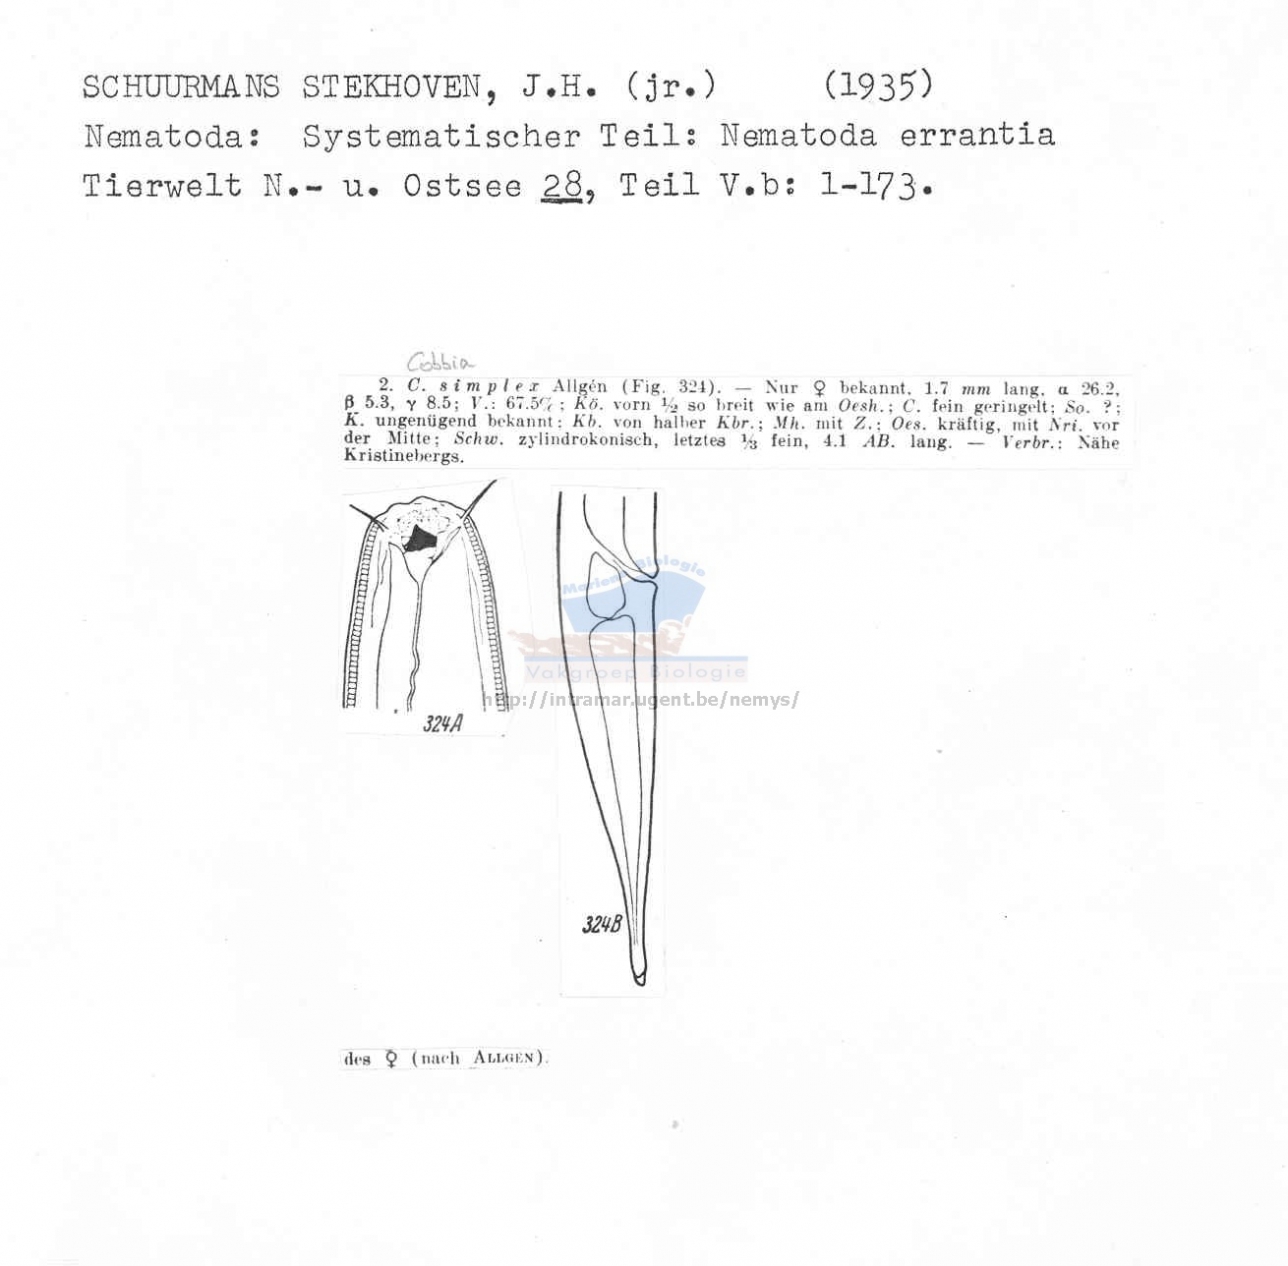 SCHUURMANS STEKHOVEN, J.H. (jr.) (1935)
Nematoda: Systematischer Teil: Nematoda errantia
Tierwelt N.- u. Ostsee 28, Teil V.b: 1-173.
Cobbia
2. C. simplex Allgén (Fig. 324). — Nur ♀ bekannt. 1.7 mm lang. α 26.2,
β 5.3, γ 8.5; V.: 67.5%; Kö. vorn ½ so breit wie am Oesh.; C. fein geringelt; So. ?;
K. ungenügend bekannt; Kb. von halber Kbr.; Mh. mit Z.; Oes. kräftig, mit Nri. vor
der Mitte; Schw. zylindrokonisch, letztes ⅓ fein, 4.1 AB. lang. — Verbr.: Nähe
Kristinebergs.
Mariene Biologie
Vakgroep Biologie
http://intramar.ugent.be/nemys/
324A
324B
des ♀ (nach ALLGEN).